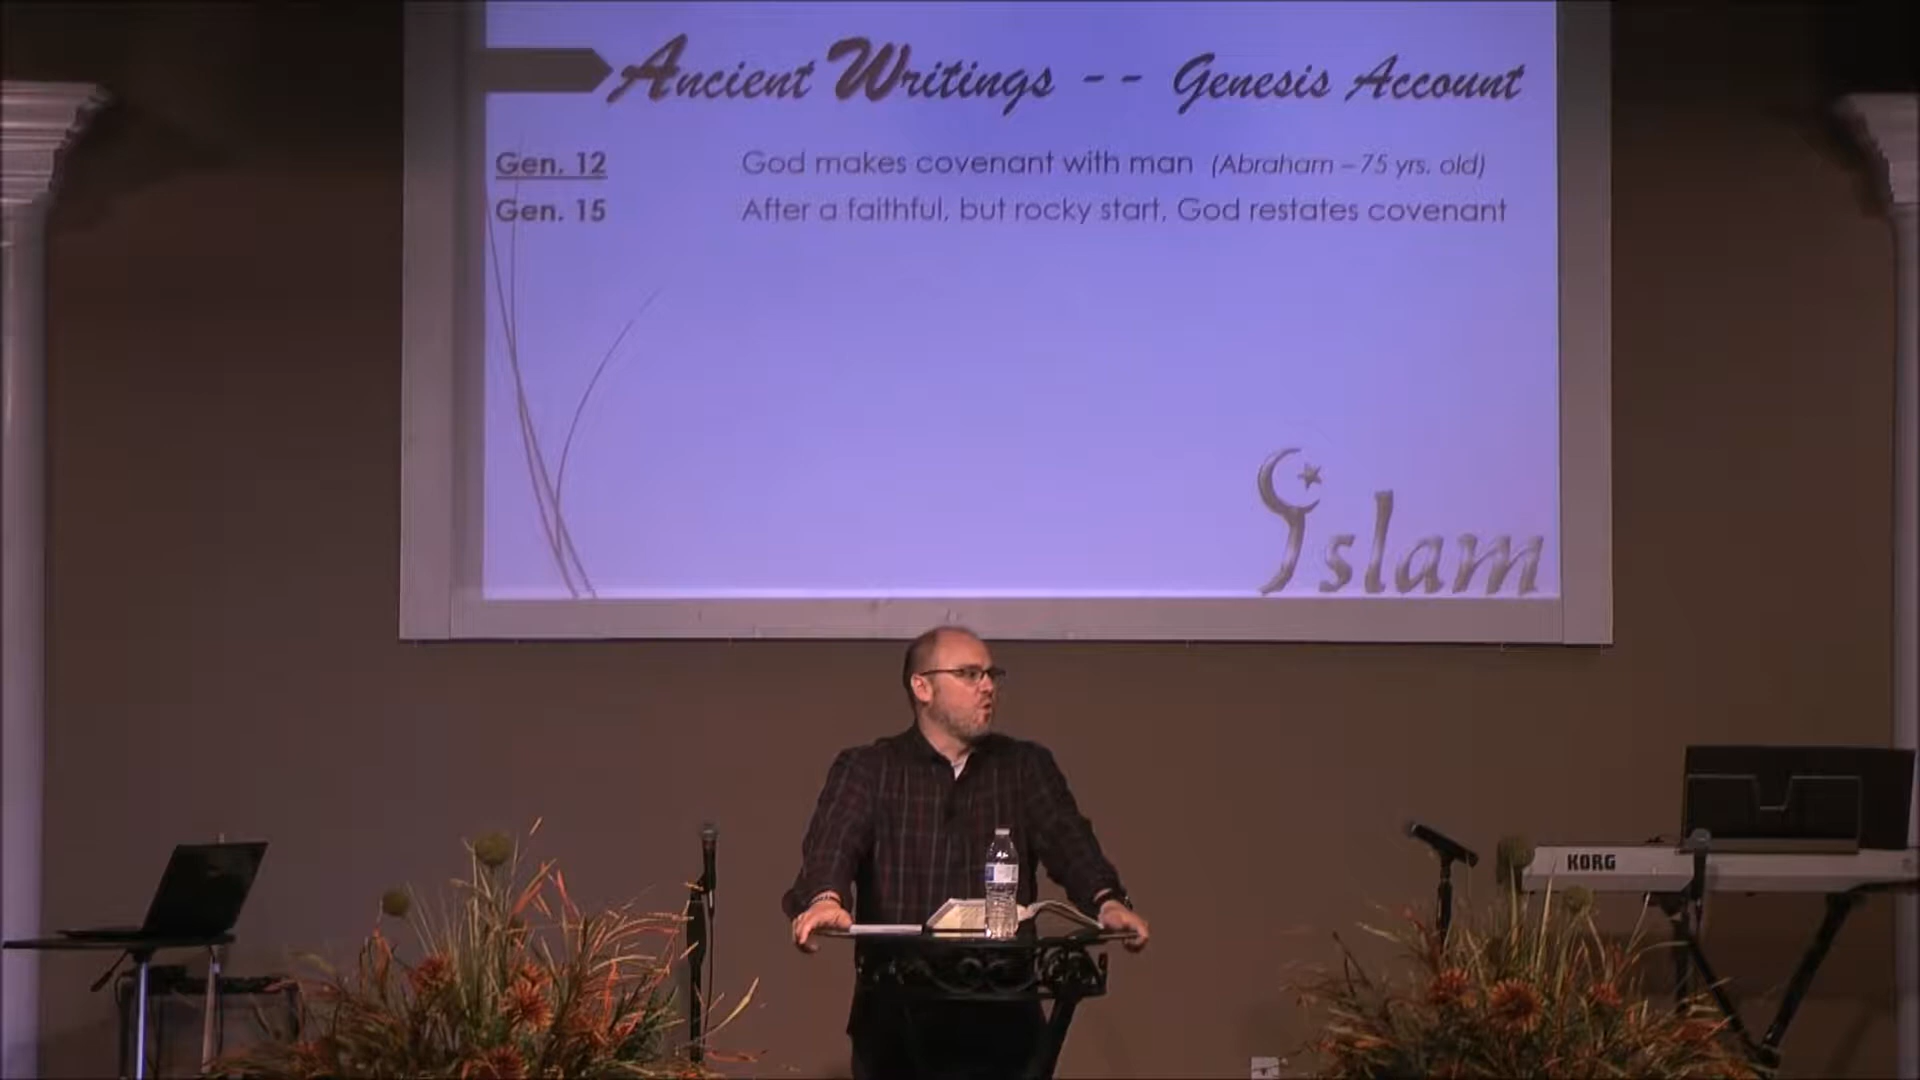 Ancient Writings -- Genesis Account
Gen. 12 God makes covenant with man (Abraham – 75 yrs. old)
Gen. 15 After a faithful, but rocky start, God restates covenant
Islam
KORG